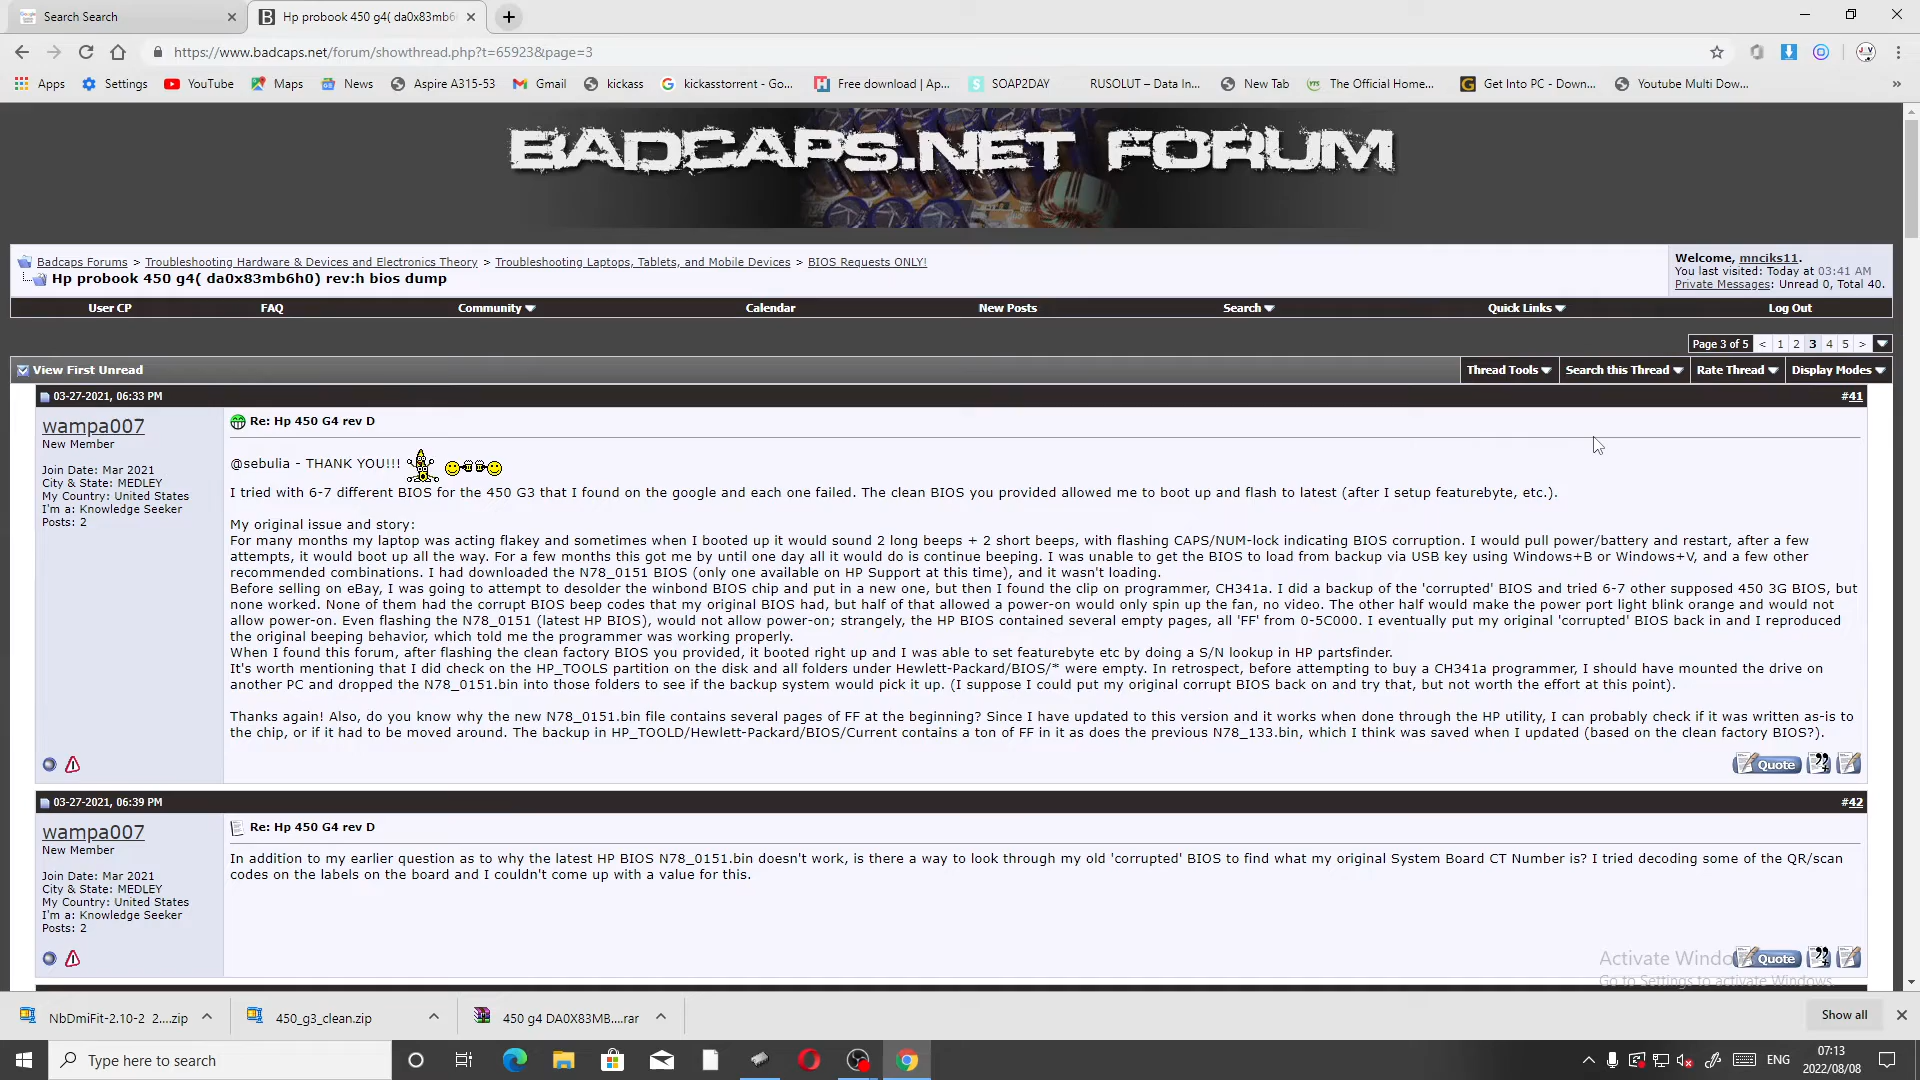 Search Search
Hp probook 450 g4( da0x83mb6h
https://www.badcaps.net/forum/showthread.php?t=65923&page=3
Apps Settings YouTube Maps News Aspire A315-53 Gmail kickass kickasstorrent - Go... Free download | Ap... SOAP2DAY RUSOLUT – Data In... New Tab The Official Home... Get Into PC - Down... Youtube Multi Dow... »
BADCAPS.NET FORUM
Badcaps Forums > Troubleshooting Hardware & Devices and Electronics Theory > Troubleshooting Laptops, Tablets, and Mobile Devices > BIOS Requests ONLY!
Hp probook 450 g4( da0x83mb6h0) rev:h bios dump
Welcome, mnciks11.
You last visited: Today at 03:41 AM
Private Messages: Unread 0, Total 40.
User CP FAQ Community Calendar New Posts Search Quick Links Log Out
Page 3 of 5 < 1 2 3 4 5 >
View First Unread Thread Tools Search this Thread Rate Thread Display Modes
03-27-2021, 06:33 PM #41
wampa007
New Member
Join Date: Mar 2021
City & State: MEDLEY
My Country: United States
I'm a: Knowledge Seeker
Posts: 2
Re: Hp 450 G4 rev D
@sebulia - THANK YOU!!!
I tried with 6-7 different BIOS for the 450 G3 that I found on the google and each one failed. The clean BIOS you provided allowed me to boot up and flash to latest (after I setup featurebyte, etc.).
My original issue and story:
For many months my laptop was acting flakey and sometimes when I booted up it would sound 2 long beeps + 2 short beeps, with flashing CAPS/NUM-lock indicating BIOS corruption. I would pull power/battery and restart, after a few
attempts, it would boot up all the way. For a few months this got me by until one day all it would do is continue beeping. I was unable to get the BIOS to load from backup via USB key using Windows+B or Windows+V, and a few other
recommended combinations. I had downloaded the N78_0151 BIOS (only one available on HP Support at this time), and it wasn't loading.
Before selling on eBay, I was going to attempt to desolder the winbond BIOS chip and put in a new one, but then I found the clip on programmer, CH341a. I did a backup of the 'corrupted' BIOS and tried 6-7 other supposed 450 3G BIOS, but
none worked. None of them had the corrupt BIOS beep codes that my original BIOS had, but half of that allowed a power-on would only spin up the fan, no video. The other half would make the power port light blink orange and would not
allow power-on. Even flashing the N78_0151 (latest HP BIOS), would not allow power-on; strangely, the HP BIOS contained several empty pages, all 'FF' from 0-5C000. I eventually put my original 'corrupted' BIOS back in and I reproduced
the original beeping behavior, which told me the programmer was working properly.
When I found this forum, after flashing the clean factory BIOS you provided, it booted right up and I was able to set featurebyte etc by doing a S/N lookup in HP partsfinder.
It's worth mentioning that I did check on the HP_TOOLS partition on the disk and all folders under Hewlett-Packard/BIOS/* were empty. In retrospect, before attempting to buy a CH341a programmer, I should have mounted the drive on
another PC and dropped the N78_0151.bin into those folders to see if the backup system would pick it up. (I suppose I could put my original corrupt BIOS back on and try that, but not worth the effort at this point).
Thanks again! Also, do you know why the new N78_0151.bin file contains several pages of FF at the beginning? Since I have updated to this version and it works when done through the HP utility, I can probably check if it was written as-is to
the chip, or if it had to be moved around. The backup in HP_TOOLD/Hewlett-Packard/BIOS/Current contains a ton of FF in it as does the previous N78_133.bin, which I think was saved when I updated (based on the clean factory BIOS?).
Quote
03-27-2021, 06:39 PM #42
wampa007
New Member
Join Date: Mar 2021
City & State: MEDLEY
My Country: United States
I'm a: Knowledge Seeker
Posts: 2
Re: Hp 450 G4 rev D
In addition to my earlier question as to why the latest HP BIOS N78_0151.bin doesn't work, is there a way to look through my old 'corrupted' BIOS to find what my original System Board CT Number is? I tried decoding some of the QR/scan
codes on the labels on the board and I couldn't come up with a value for this.
Quote
Activate Windo
Go to Settings to activate Windows.
NbDmiFit-2.10-2 2....zip 450_g3_clean.zip 450 g4 DA0X83MB....rar Show all
Type here to search
ENG 07:13
2022/08/08